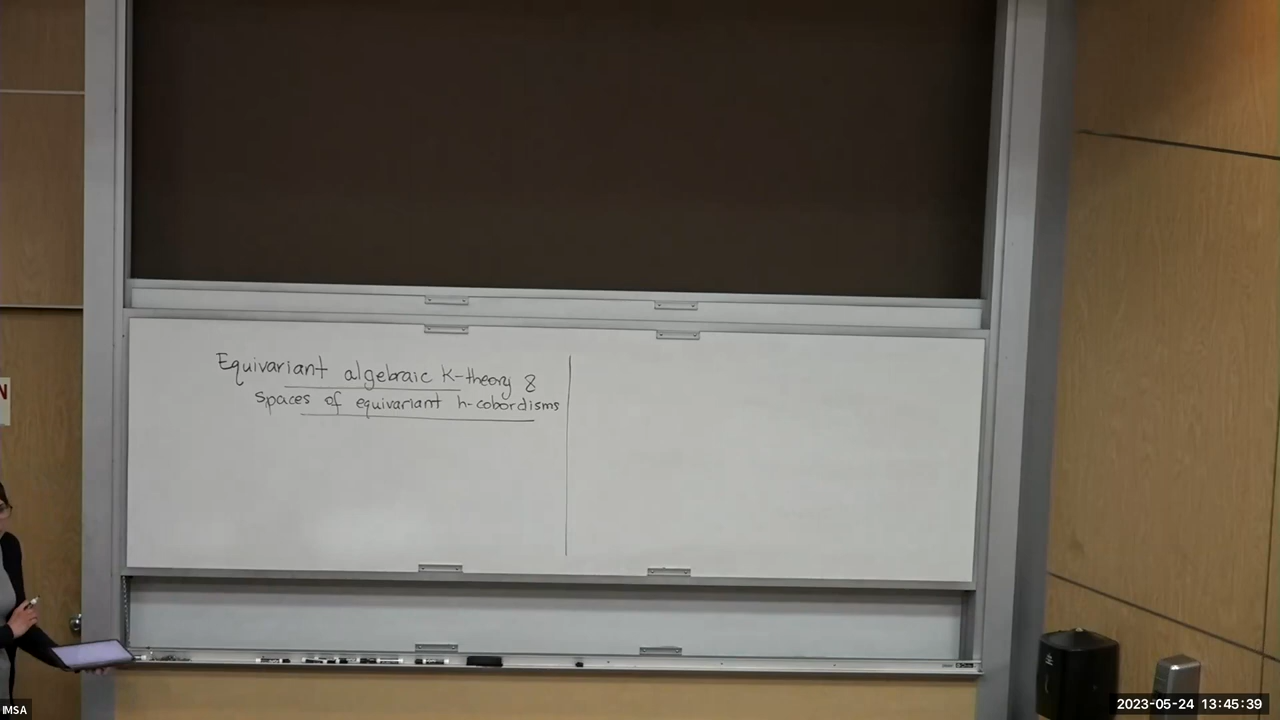 Equivariant algebraic K-theory &
Spaces of equivariant h-cobordisms
N
IMSA
2023-05-24 13:45:39